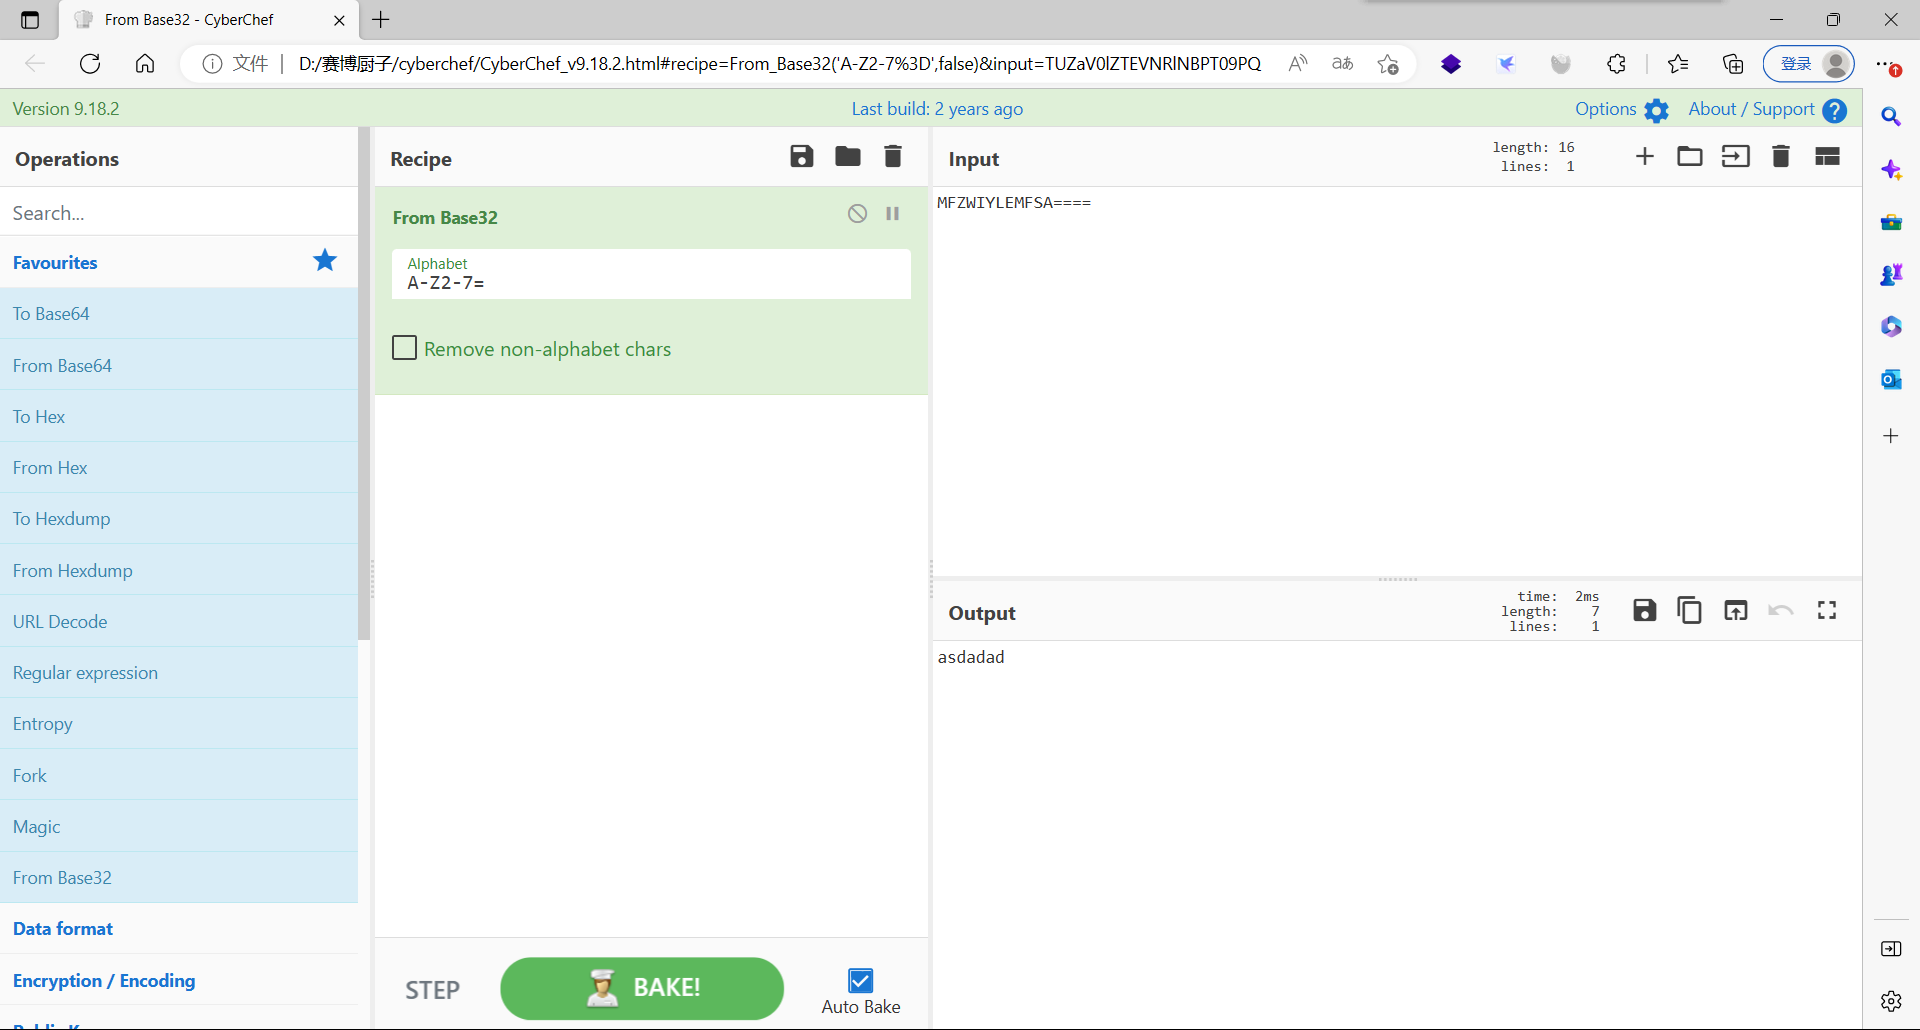 From Base32 - CyberChef
文件
D:/赛博厨子/cyberchef/CyberChef_v9.18.2.html#recipe=From_Base32('A-Z2-7%3D',false)&input=TUZaV0lZTEVNRlNBPT09PQ
登录
Version 9.18.2
Last build: 2 years ago
Options
About / Support
Operations
Search...
Favourites
To Base64
From Base64
To Hex
From Hex
To Hexdump
From Hexdump
URL Decode
Regular expression
Entropy
Fork
Magic
From Base32
Data format
Encryption / Encoding
Recipe
From Base32
Alphabet
A-Z2-7=
Remove non-alphabet chars
STEP
BAKE!
Auto Bake
Input
length: 16
lines: 1
MFZWIYLEMFSA====
Output
time: 2ms
length: 7
lines: 1
asdadad